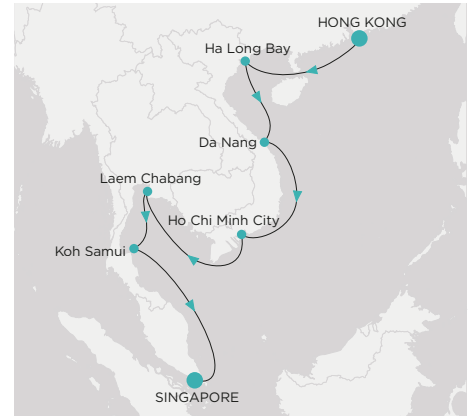 HONG KONG
Ha Long Bay
Da Nang
Laem Chabang
Ho Chi Minh City
Koh Samui
SINGAPORE